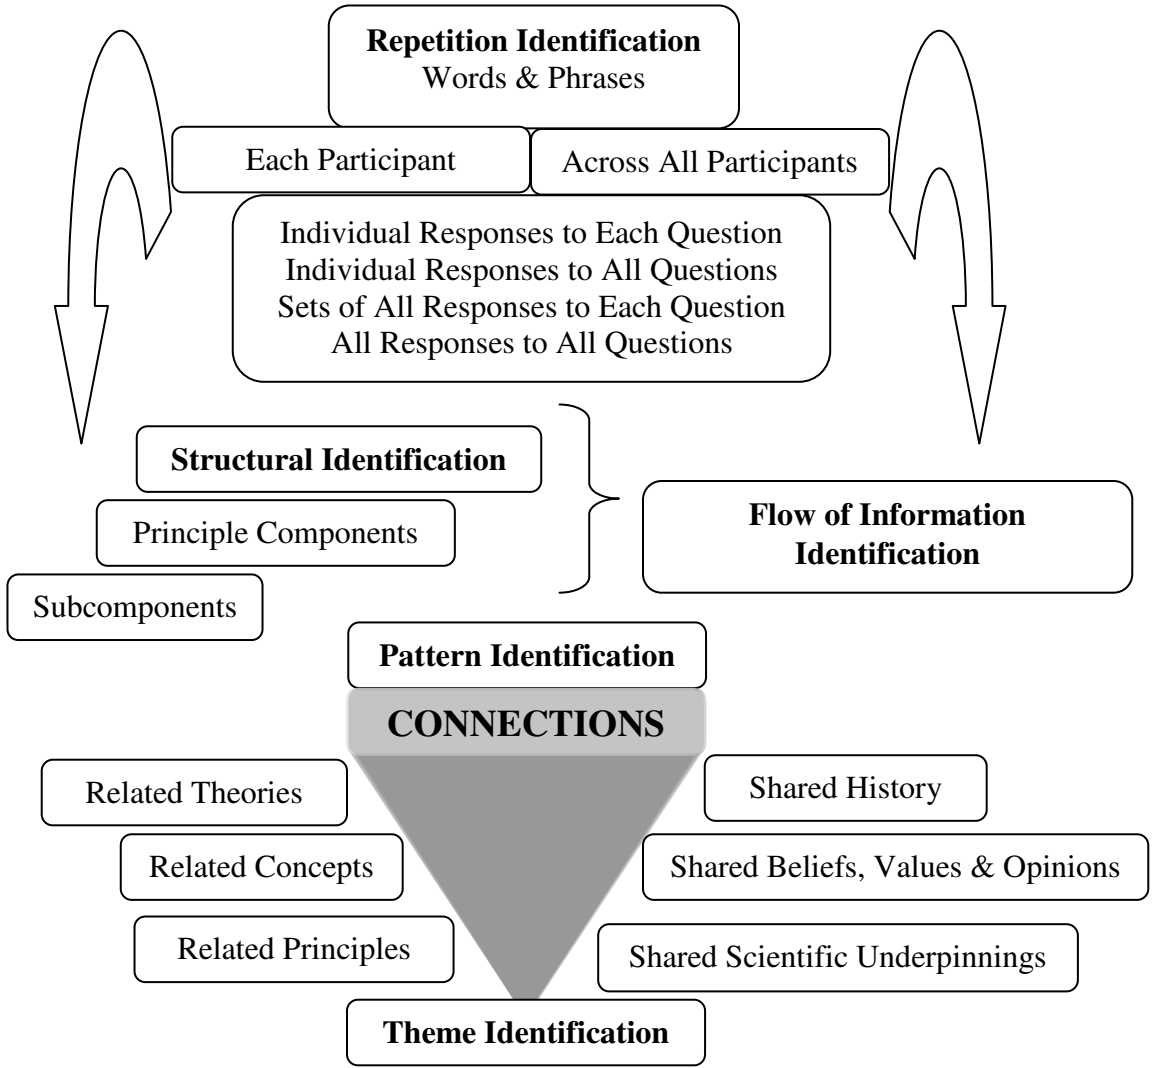 Repetition Identification
Words & Phrases
Each Participant
Across All Participants
Individual Responses to Each Question
Individual Responses to All Questions
Sets of All Responses to Each Question
All Responses to All Questions
Structural Identification
Principle Components
Subcomponents
Flow of Information
Identification
Pattern Identification
CONNECTIONS
Related Theories
Related Concepts
Related Principles
Shared History
Shared Beliefs, Values & Opinions
Shared Scientific Underpinnings
Theme Identification